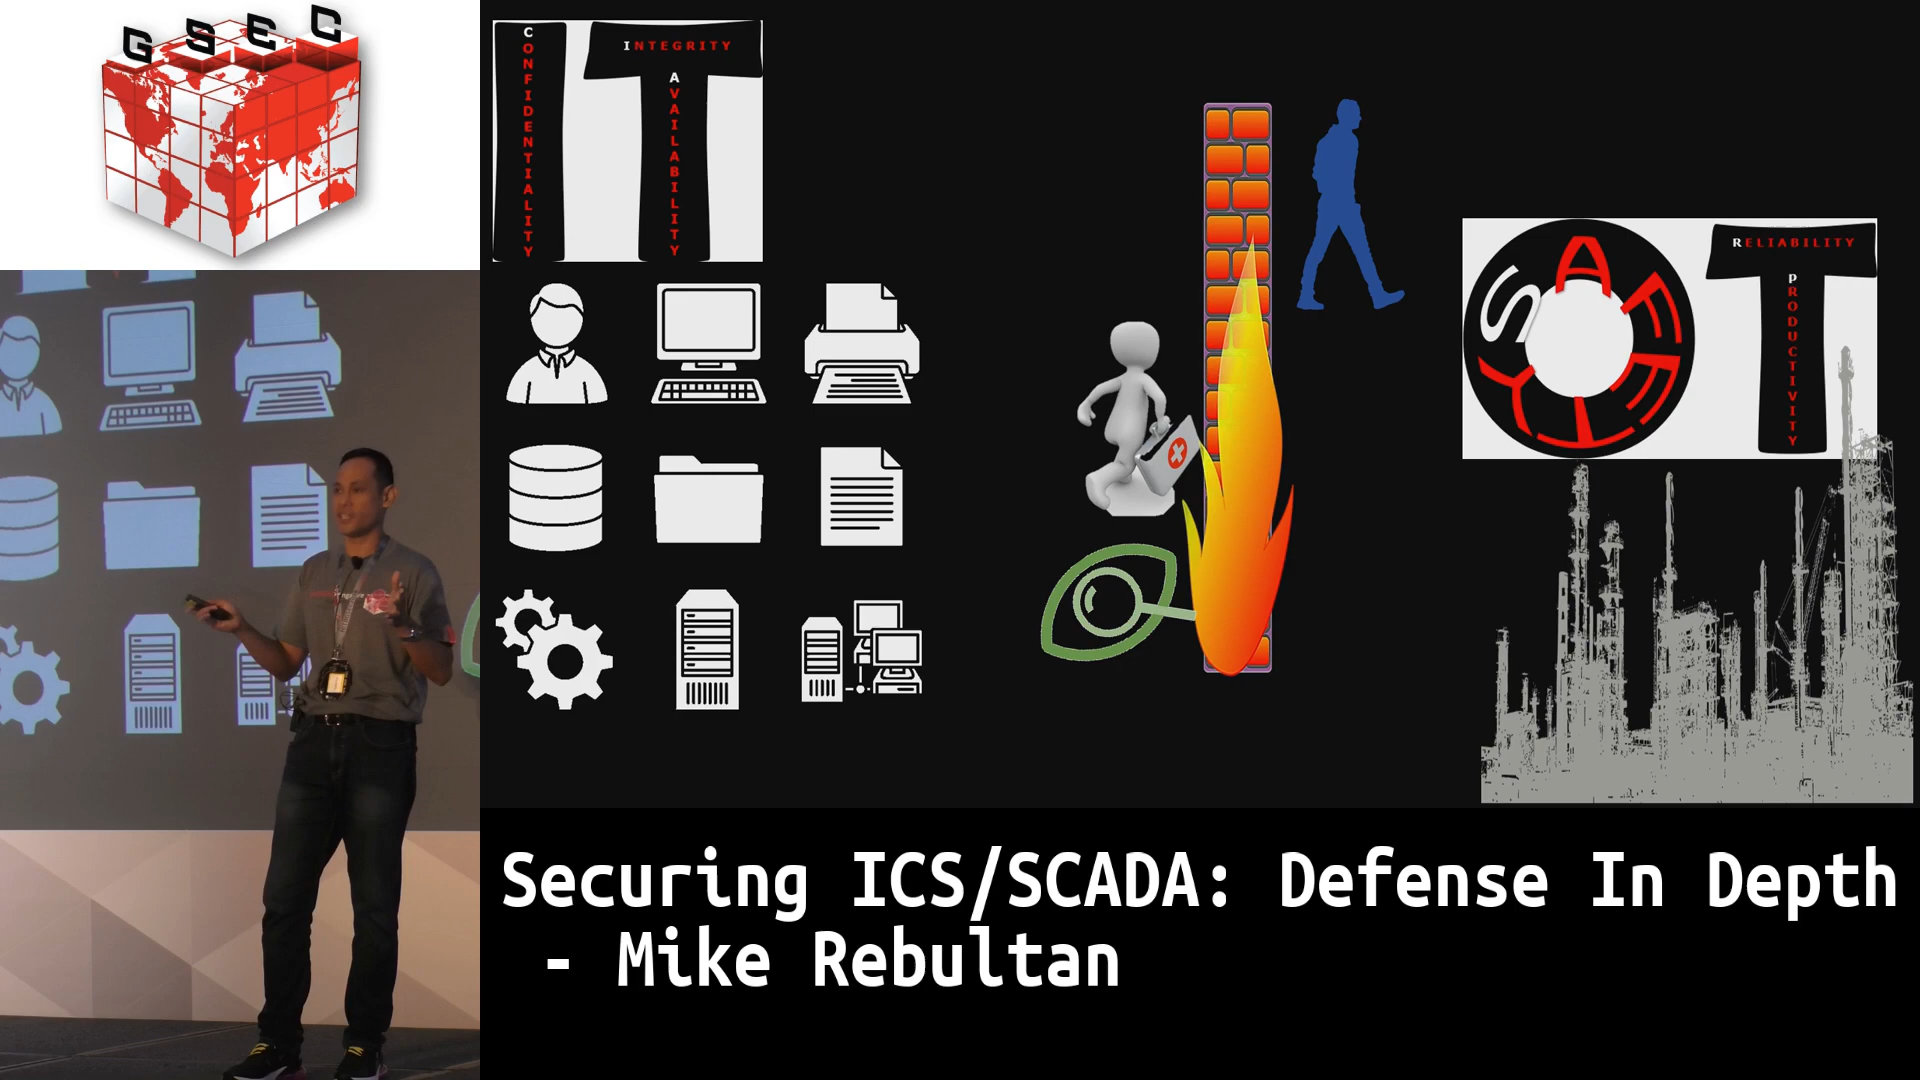 GSEC
CONFIDENTIALITY
INTEGRITY
AVAILABILITY
SAFETY
RELIABILITY
PRODUCTIVITY
Securing ICS/SCADA: Defense In Depth
- Mike Rebultan